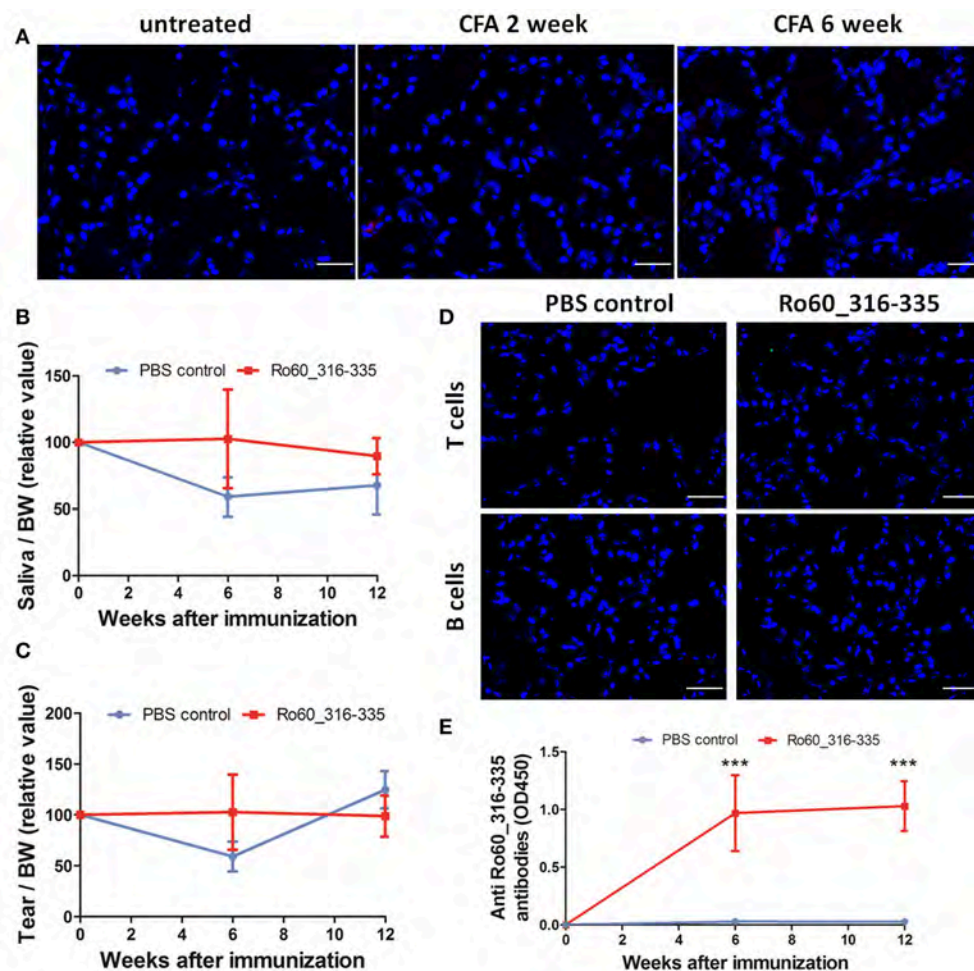 A
untreated
CFA 2 week
CFA 6 week
B
PBS control
Ro60_316-335
Saliva / BW (relative value)
150
100
50
0
0 2 4 6 8 10 12
Weeks after immunization
C
PBS control
Ro60_316-335
Tear / BW (relative value)
200
150
100
50
0
0 2 4 6 8 10 12
Weeks after immunization
D
PBS control
Ro60_316-335
T cells
B cells
E
PBS control
Ro60_316-335
Anti Ro60_316-335
antibodies (OD450)
1.5
1.0
0.5
0.0
*** ***
0 2 4 6 8 10 12
Weeks after immunization